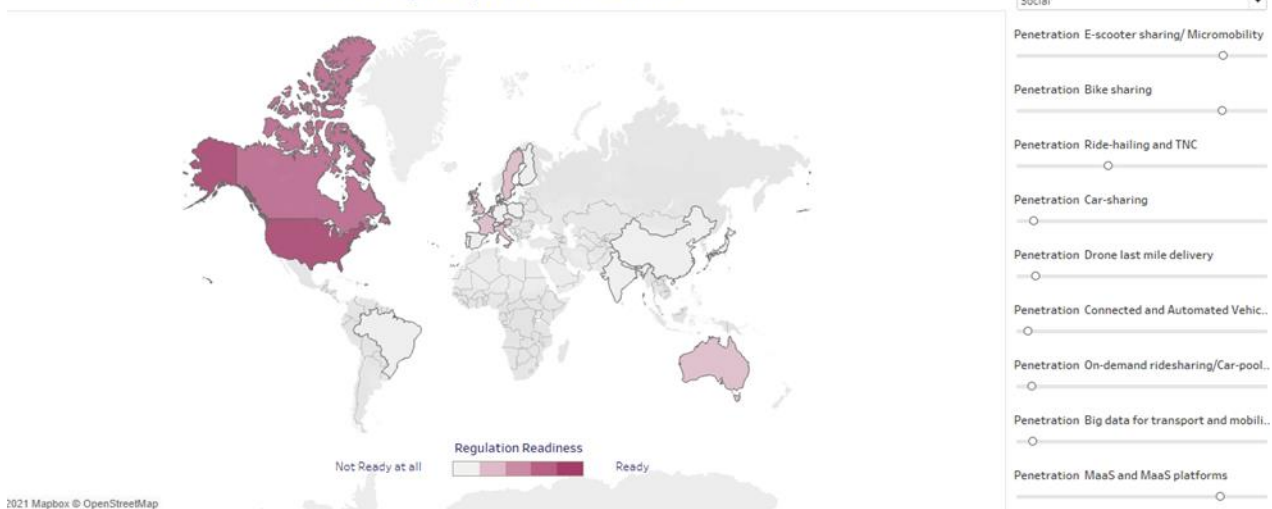 Social
Penetration E-scooter sharing/ Micromobility
Penetration Bike sharing
Penetration Ride-hailing and TNC
Penetration Car-sharing
Penetration Drone last mile delivery
Penetration Connected and Automated Vehic..
Penetration On-demand ridesharing/Car-pool..
Penetration Big data for transport and mobili..
Penetration MaaS and MaaS platforms
Regulation Readiness
Not Ready at all
Ready
2021 Mapbox © OpenStreetMap